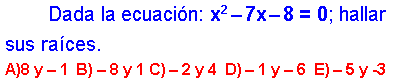 Dada la ecuación: x² – 7x – 8 = 0; hallar
sus raíces.
A)8 y – 1 B) – 8 y 1 C) – 2 y 4 D) – 1 y – 6 E) – 5 y -3